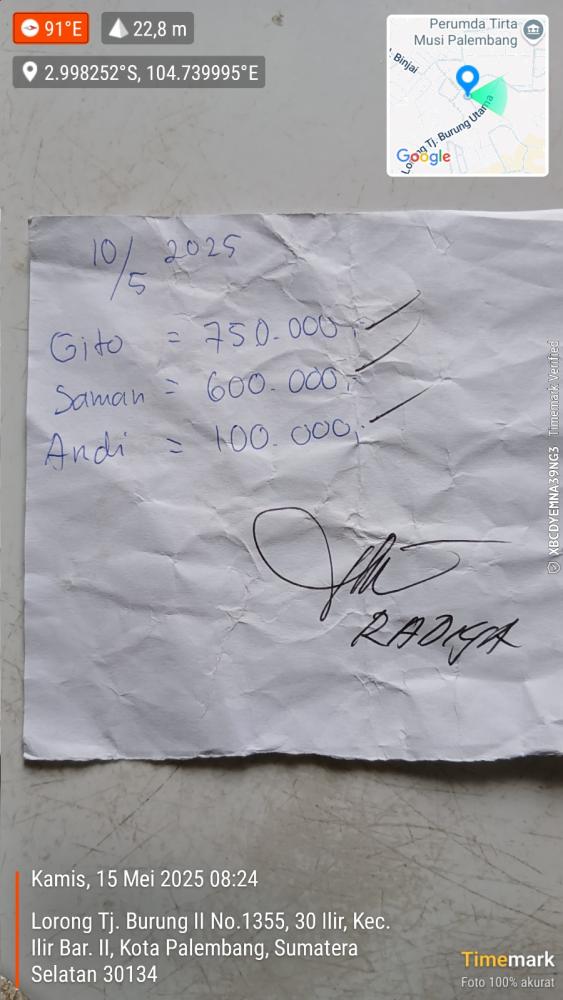 91°E
22,8 m
2.998252°S, 104.739995°E
Perumda Tirta
Musi Palembang
. Binjai
Lorong Tj. Burung Utama
Google
10/5 2025
Gito = 750.000,-
Saman = 600.000,-
Andi = 100.000,-
RADIYA
XBCDYEMNA39NG3 Timemark Verified
Kamis, 15 Mei 2025 08:24
Lorong Tj. Burung II No.1355, 30 Ilir, Kec.
Ilir Bar. II, Kota Palembang, Sumatera
Selatan 30134
Timemark
Foto 100% akurat